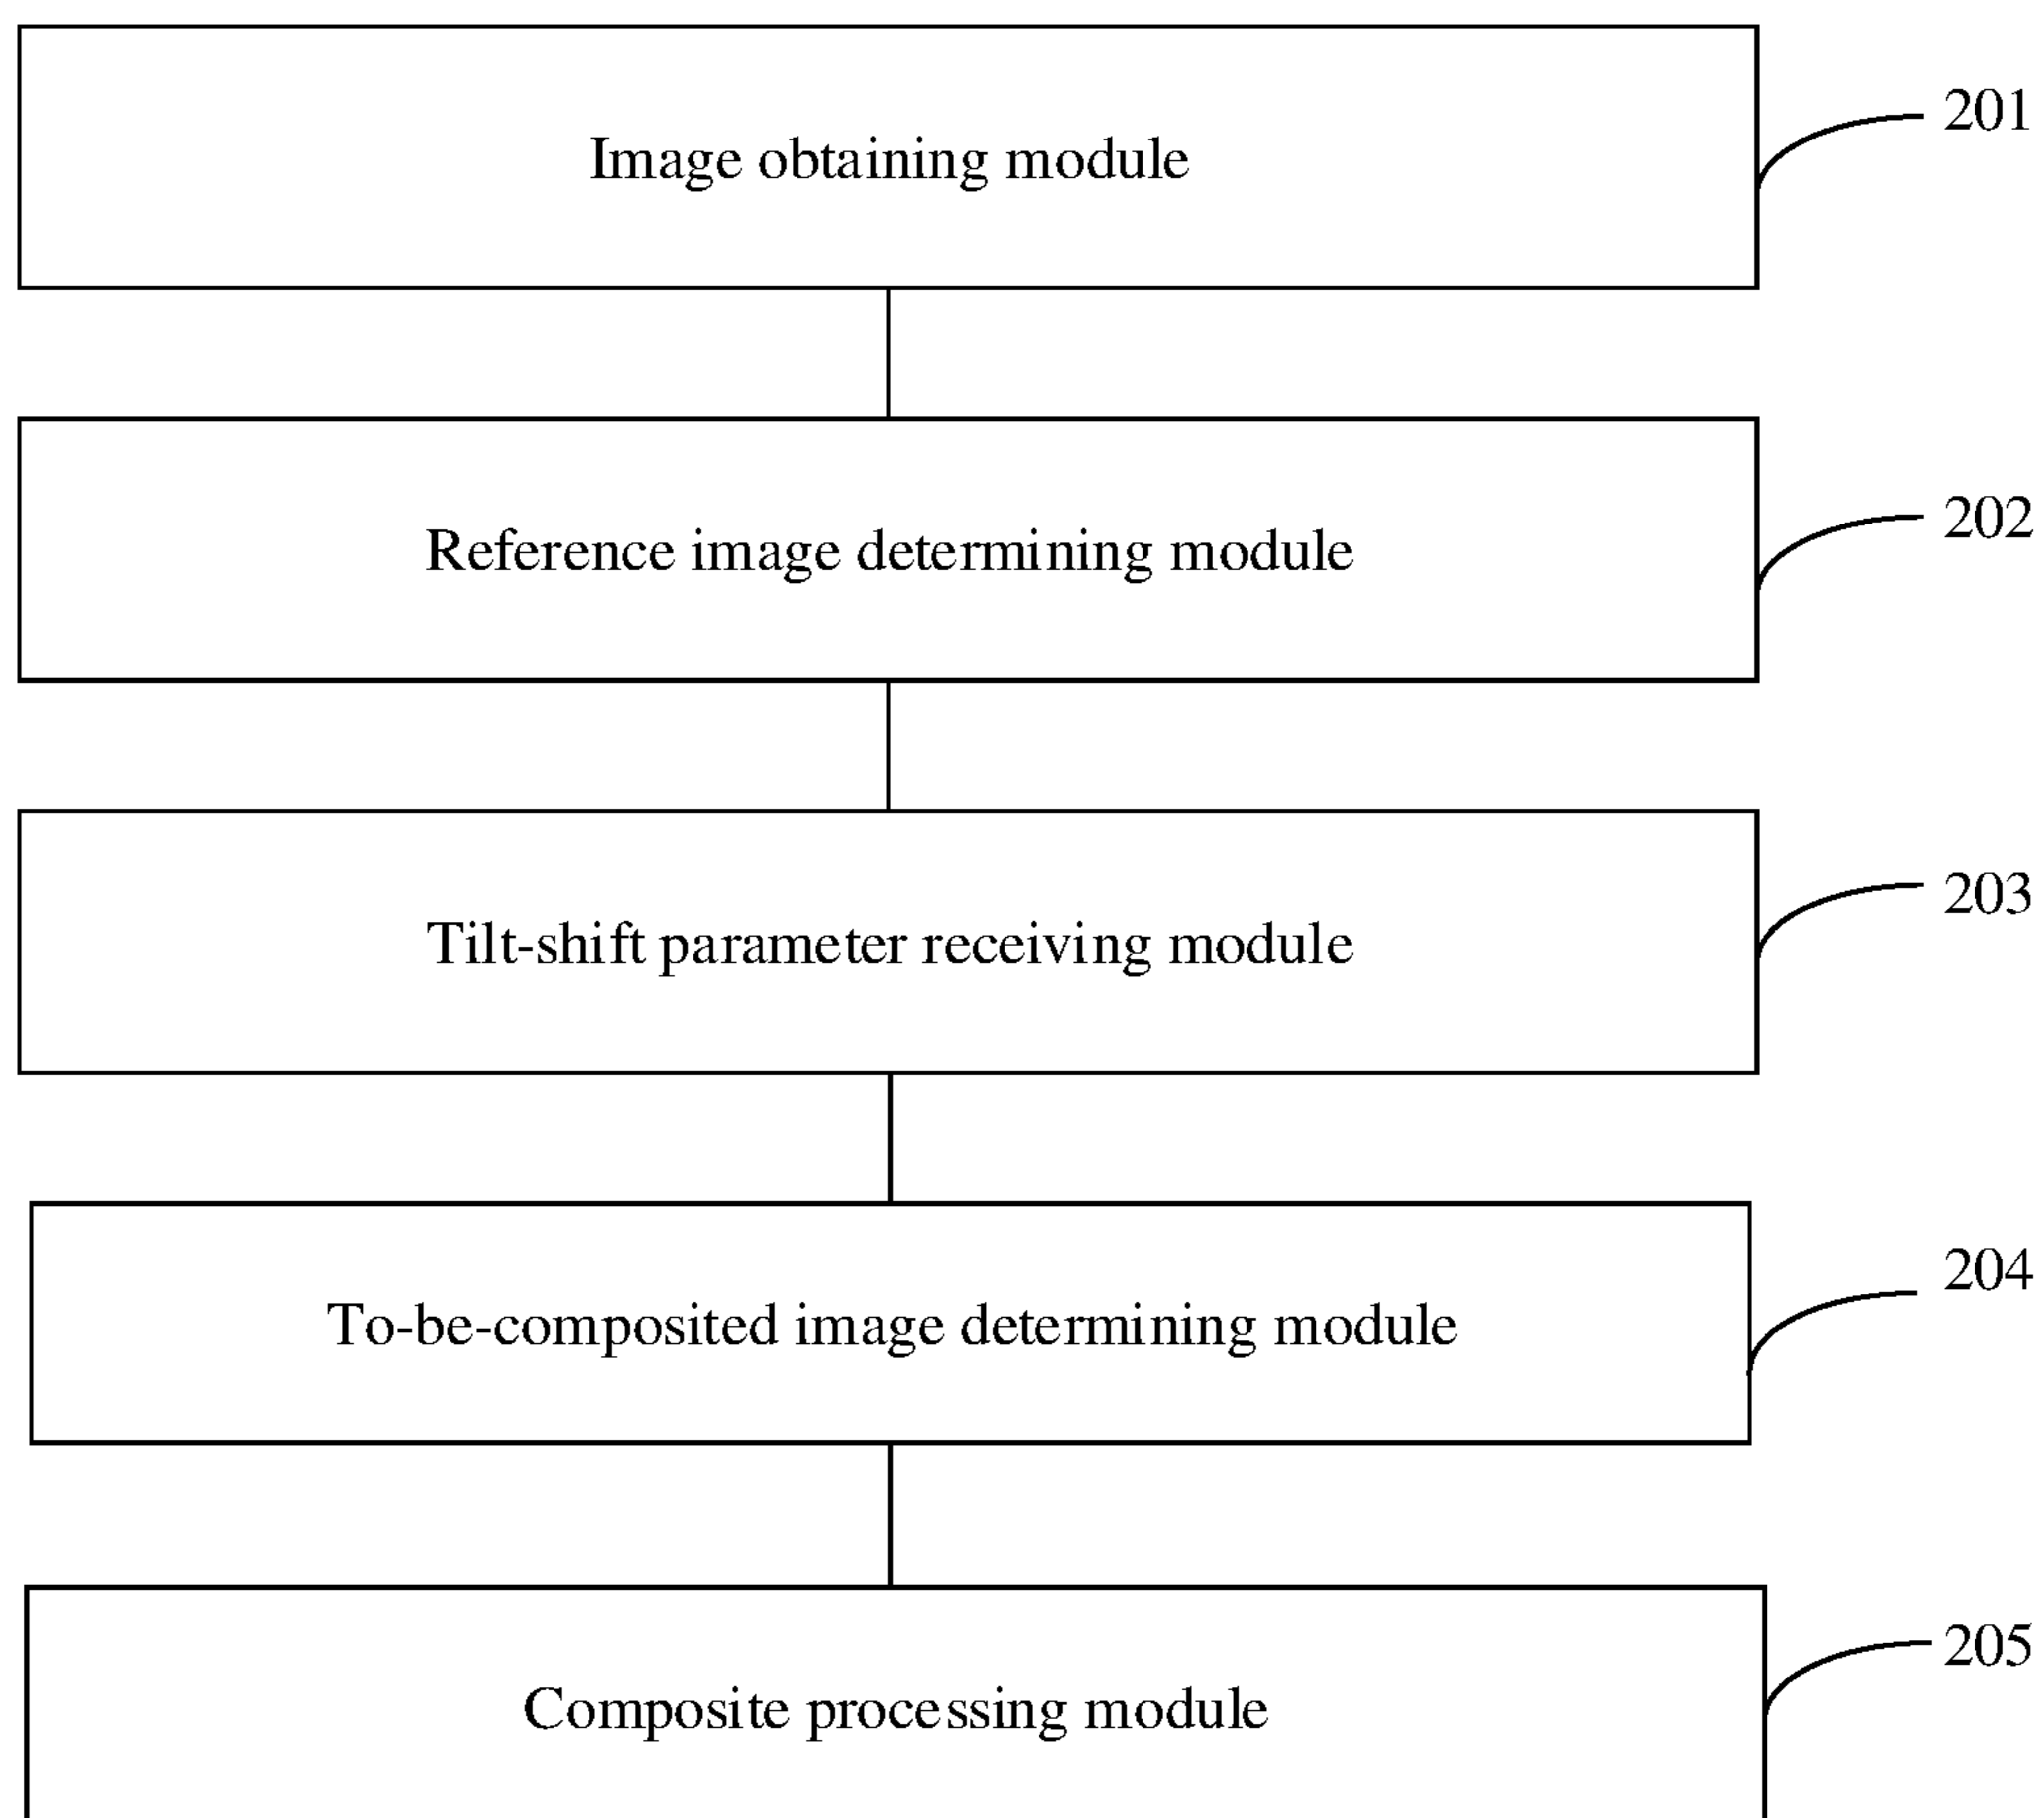 Image obtaining module
201
Reference image determining module
202
Tilt-shift parameter receiving module
203
To-be-composited image determining module
204
Composite processing module
205